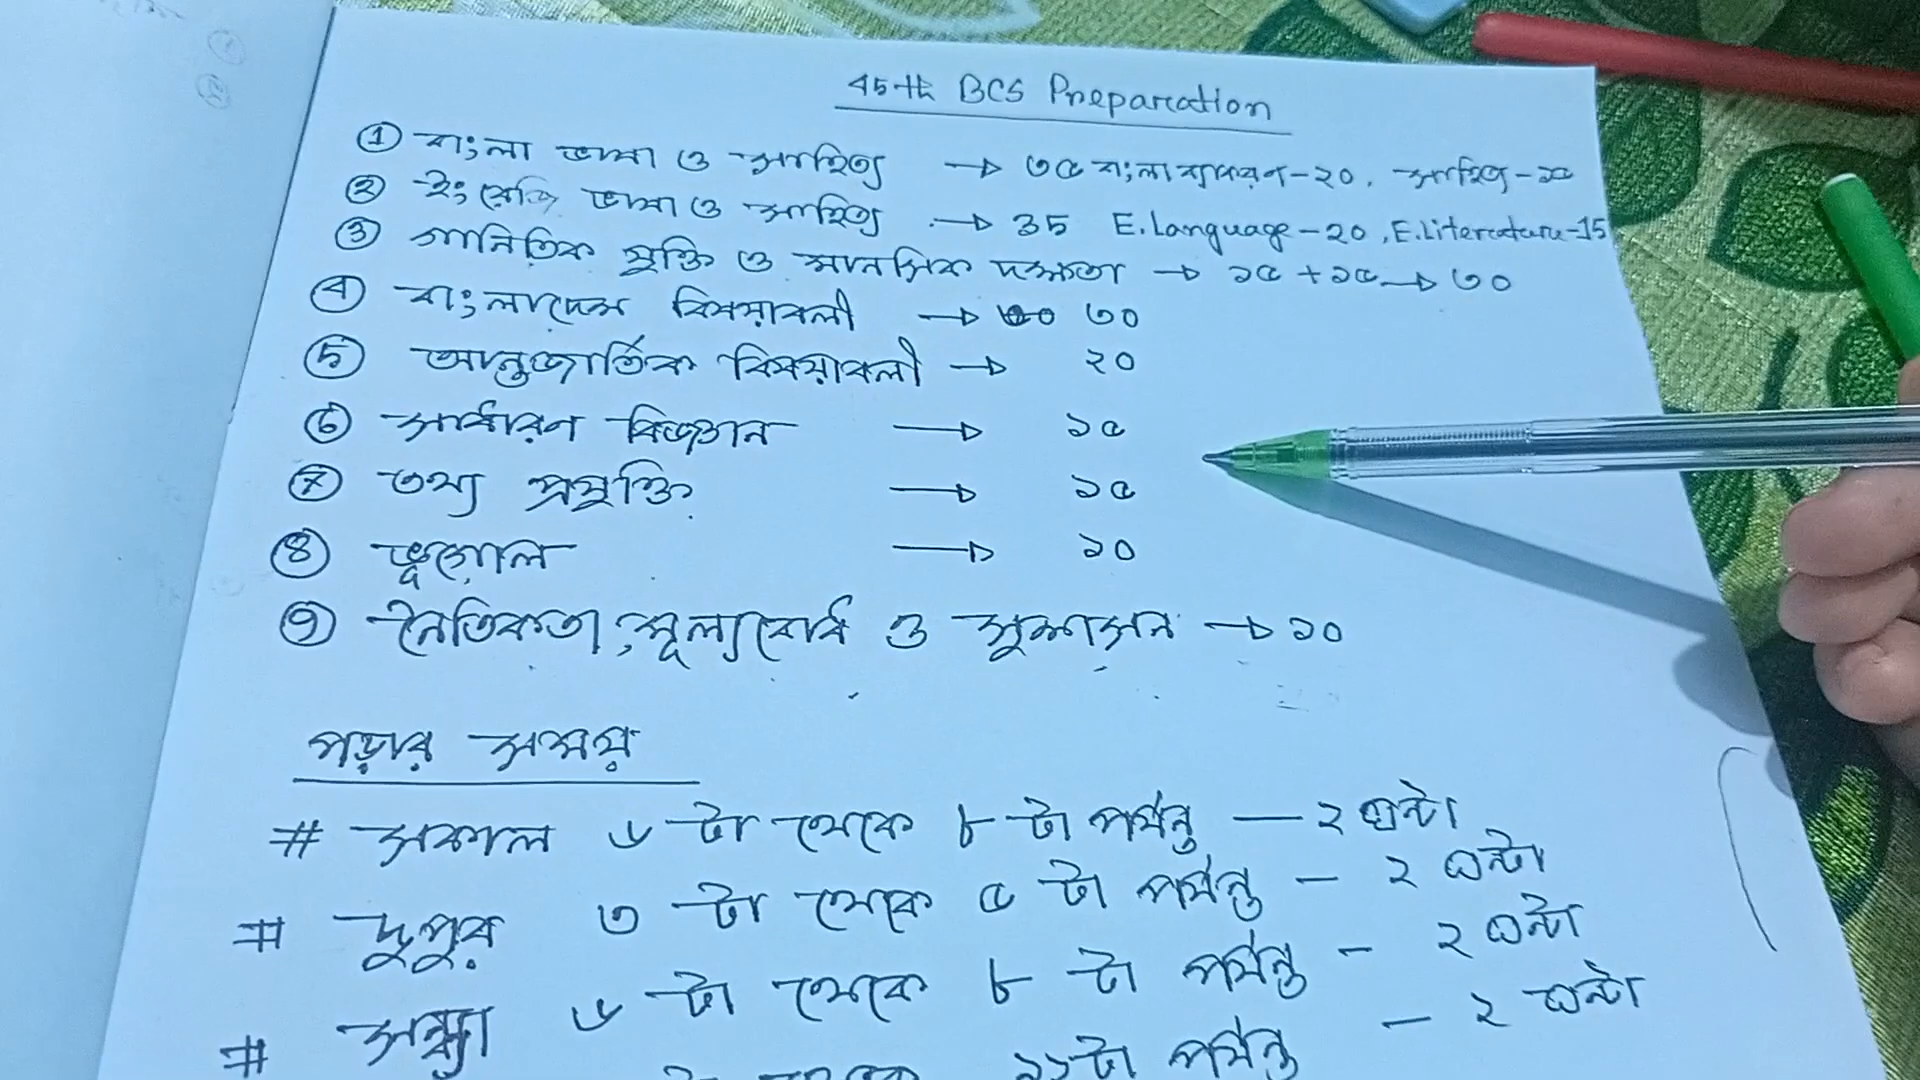 45th BCS Preparation
① বাংলা ভাষা ও সাহিত্য → ৩৫ বাংলা ব্যাকরণ-২০, সাহিত্য-১৫
② ইংরেজি ভাষা ও সাহিত্য → 35 E.Language-20, E.Literature-15
③ গানিতিক যুক্তি ও মানসিক দক্ষতা → ১৫ + ১৫ → ৩০
④ বাংলাদেশ বিষয়াবলী → ৩০
⑤ আন্তুজার্তিক বিষয়াবলী → ২০
⑥ সার্ধারণ বিজ্ঞান → ১৫
⑦ তথ্য প্রযুক্তি → ১৫
⑧ ভূগোল → ১০
⑨ নৈতিকতা, মূল্যবোধ ও সুশাসন → ১০
পড়ার সময়
# সকাল ৬ টা থেকে ৮ টা পর্যন্ত — ২ ঘন্টা
# দুপুর ৩ টা থেকে ৫ টা পর্যন্ত - ২ ঘন্টা
# সন্ধ্যা ৬ টা থেকে ৮ টা পর্যন্ত - ২ ঘন্টা
থেকে ১১ টা পর্যন্ত - ২ ঘন্টা